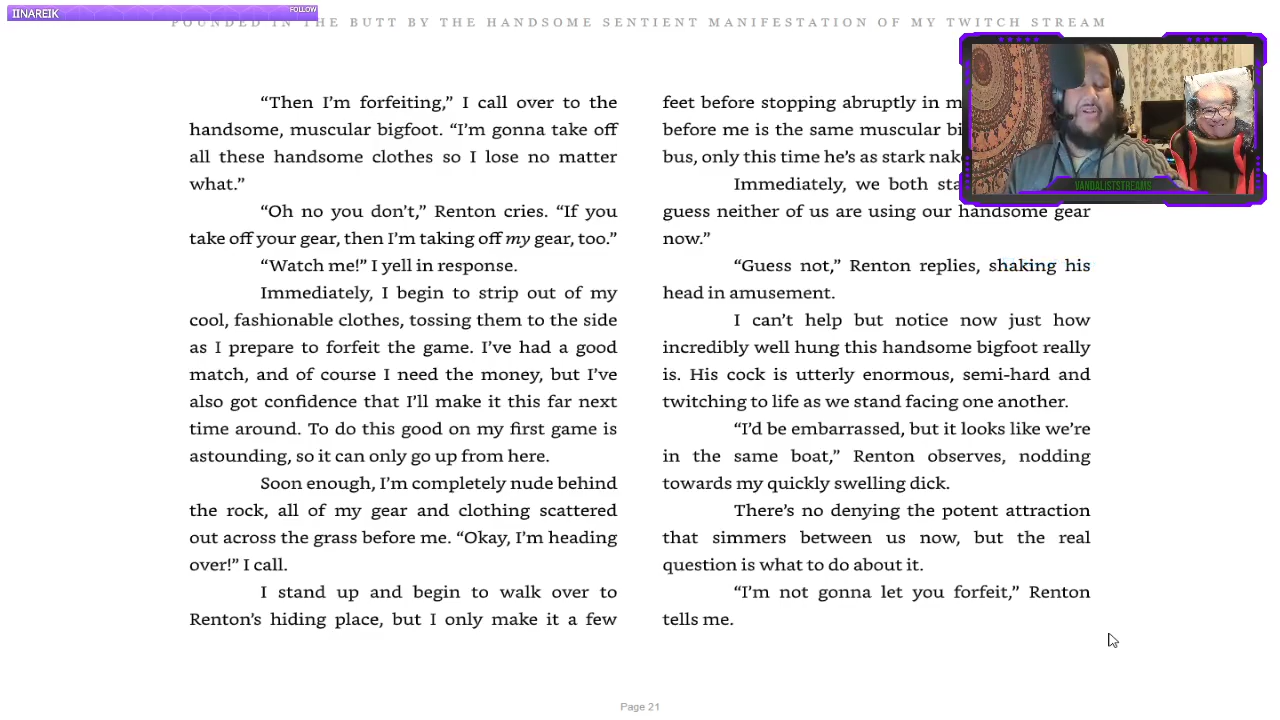 IINAREIK
FOLLOW
POUNDED IN THE BUTT BY THE HANDSOME SENTIENT MANIFESTATION OF MY TWITCH STREAM
“Then I’m forfeiting,” I call over to the
handsome, muscular bigfoot. “I’m gonna take off
all these handsome clothes so I lose no matter
what.”
“Oh no you don’t,” Renton cries. “If you
take off your gear, then I’m taking off my gear, too.”
“Watch me!” I yell in response.
Immediately, I begin to strip out of my
cool, fashionable clothes, tossing them to the side
as I prepare to forfeit the game. I’ve had a good
match, and of course I need the money, but I’ve
also got confidence that I’ll make it this far next
time around. To do this good on my first game is
astounding, so it can only go up from here.
Soon enough, I’m completely nude behind
the rock, all of my gear and clothing scattered
out across the grass before me. “Okay, I’m heading
over!” I call.
I stand up and begin to walk over to
Renton’s hiding place, but I only make it a few
feet before stopping abruptly in m
before me is the same muscular bi
bus, only this time he’s as stark nak
Immediately, we both sta
guess neither of us are using our handsome gear
now.”
“Guess not,” Renton replies, shaking his
head in amusement.
I can’t help but notice now just how
incredibly well hung this handsome bigfoot really
is. His cock is utterly enormous, semi-hard and
twitching to life as we stand facing one another.
“I’d be embarrassed, but it looks like we’re
in the same boat,” Renton observes, nodding
towards my quickly swelling dick.
There’s no denying the potent attraction
that simmers between us now, but the real
question is what to do about it.
“I’m not gonna let you forfeit,” Renton
tells me.
VANDALISTSTREAMS
Page 21